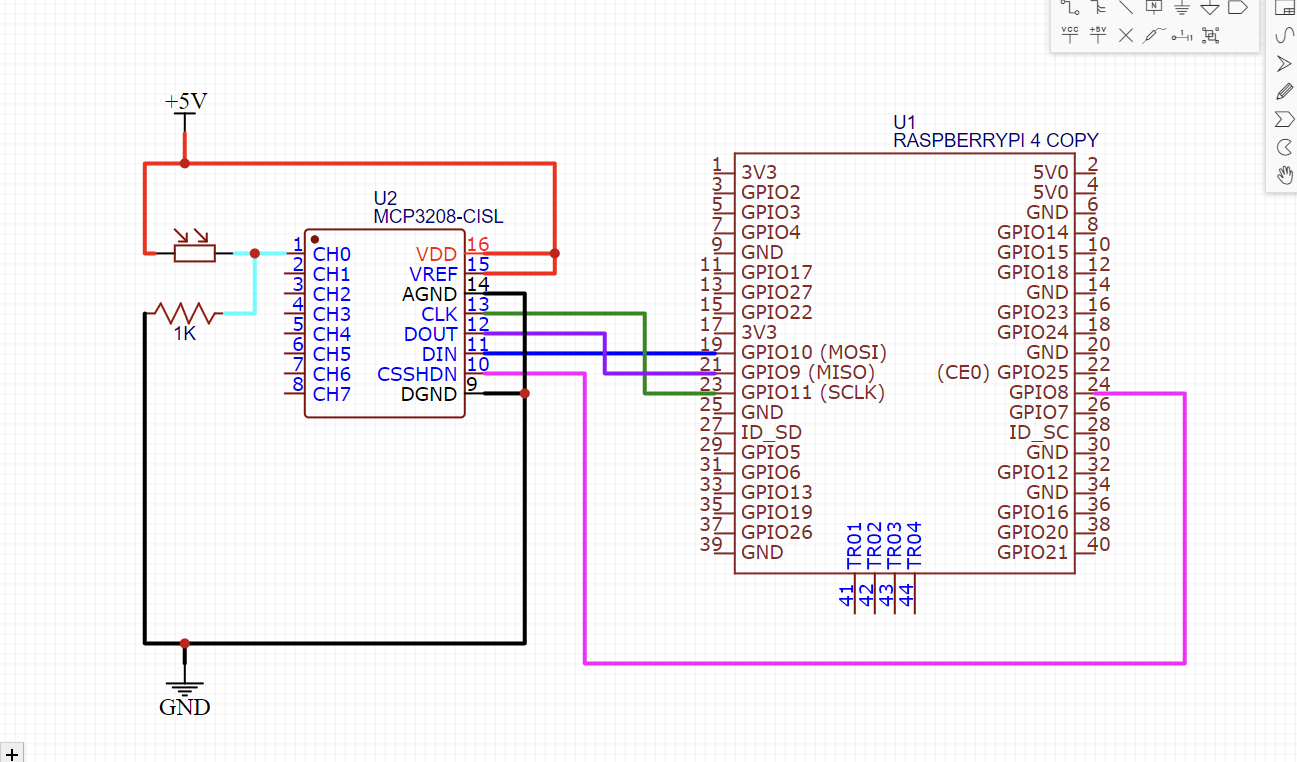 N
VCC +5V
+5V
U1
RASPBERRYPI 4 COPY
U2
MCP3208-CISL
1 CH0
2 CH1
3 CH2
4 CH3
5 CH4
6 CH5
7 CH6
8 CH7
VDD 16
VREF 15
AGND 14
CLK 13
DOUT 12
DIN 11
CSSHDN 10
DGND 9
1K
GND
1 3V3
3 GPIO2
5 GPIO3
7 GPIO4
9 GND
11 GPIO17
13 GPIO27
15 GPIO22
17 3V3
19 GPIO10 (MOSI)
21 GPIO9 (MISO)
23 GPIO11 (SCLK)
25 GND
27 ID_SD
29 GPIO5
31 GPIO6
33 GPIO13
35 GPIO19
37 GPIO26
39 GND
5V0 2
5V0 4
GND 6
GPIO14 8
GPIO15 10
GPIO18 12
GND 14
GPIO23 16
GPIO24 18
GND 20
(CE0) GPIO25 22
GPIO8 24
GPIO7 26
ID_SC 28
GND 30
GPIO12 32
GND 34
GPIO16 36
GPIO20 38
GPIO21 40
TR01 41
TR02 42
TR03 43
TR04 44